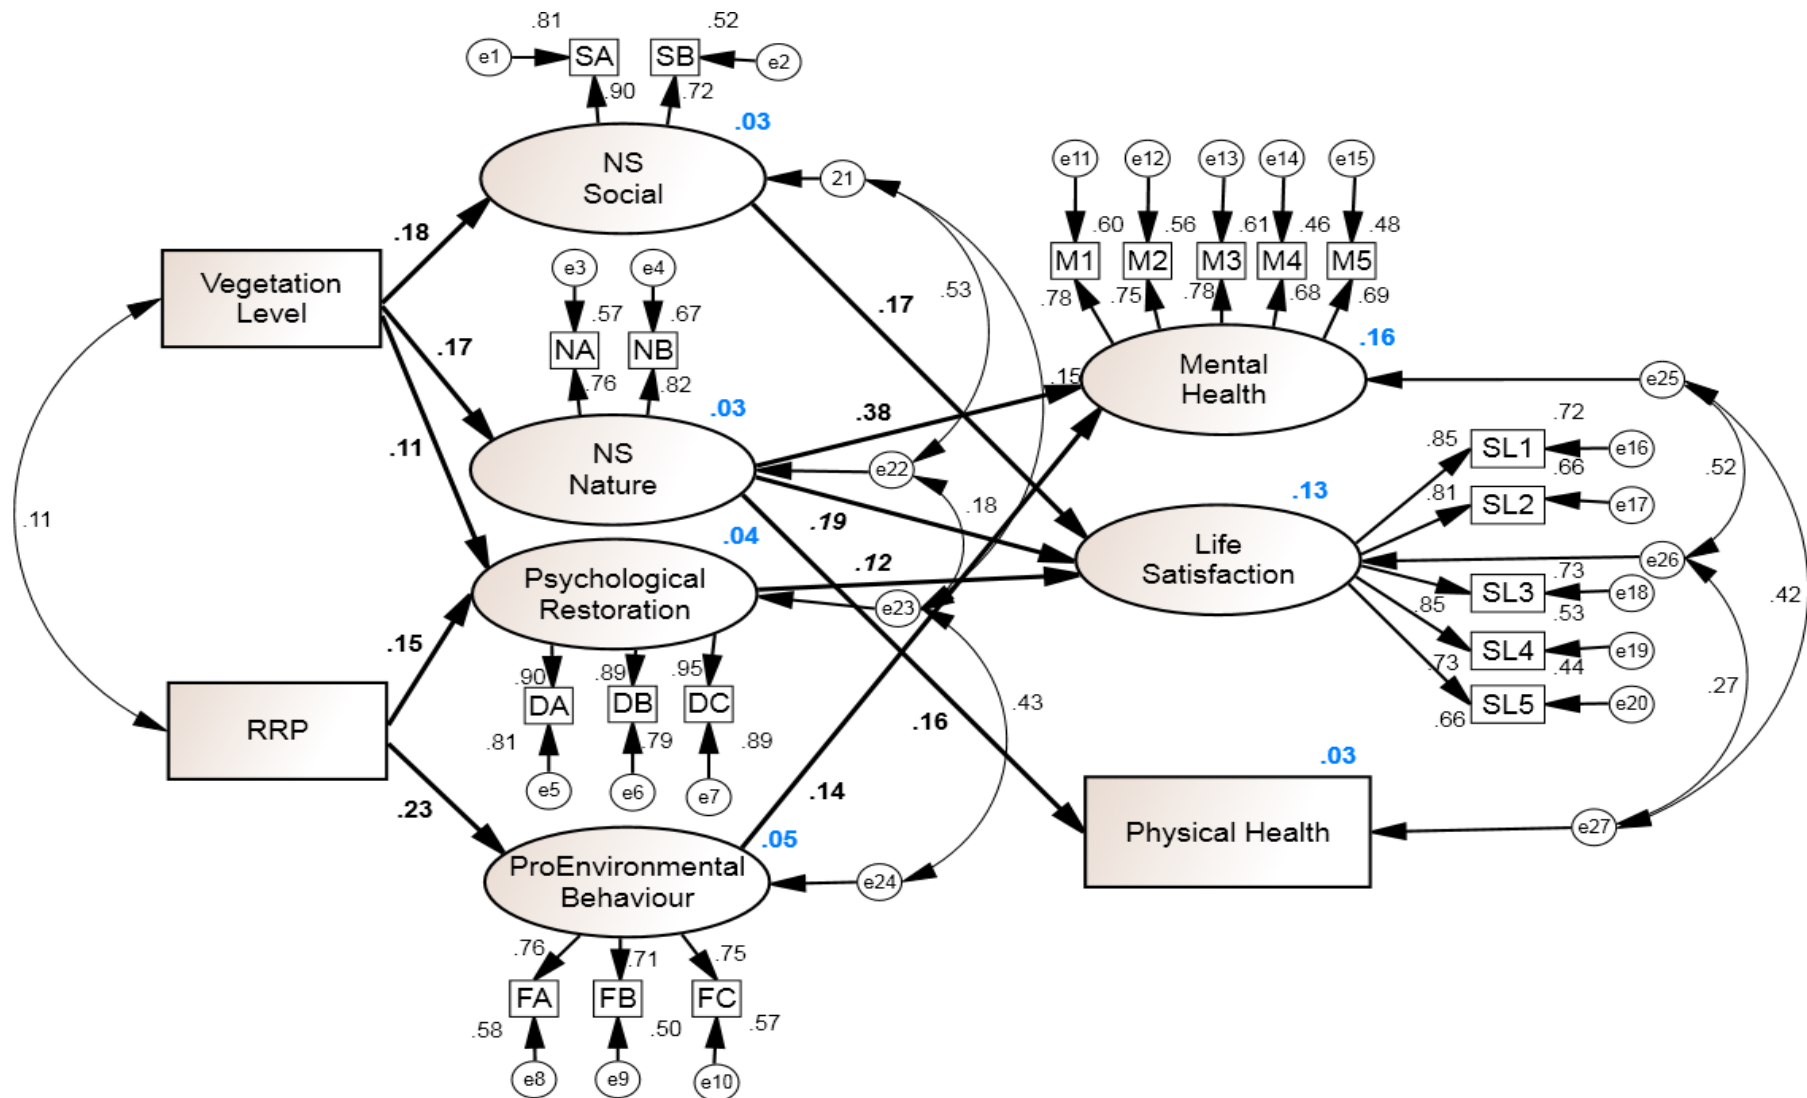 .81
.52
e1
SA
SB
e2
.90
.72
.03
NS
Social
21
e11
e12
e13
e14
e15
.60
.56
.61
.46
.48
M1
M2
M3
M4
M5
.78
.75
.78
.68
.69
.18
Vegetation
Level
e3
e4
.57
.67
NA
NB
.76
.82
.17
.53
.17
.16
Mental
Health
.15
e25
.03
.38
.11
NS
Nature
e22
.72
.85
SL1
e16
.66
.52
.81
SL2
e17
.13
.18
.19
.04
.11
Psychological
Restoration
.12
e23
Life
Satisfaction
e26
.73
SL3
e18
.85
.53
.42
SL4
e19
.73
.44
.27
SL5
e20
.66
.15
RRP
.90
.89
.95
DA
DB
DC
.81
.79
.89
e5
e6
e7
.43
.16
.03
.14
.23
.05
Physical Health
e27
ProEnvironmental
Behaviour
e24
.76
.71
.75
FA
FB
FC
.58
.50
.57
e8
e9
e10